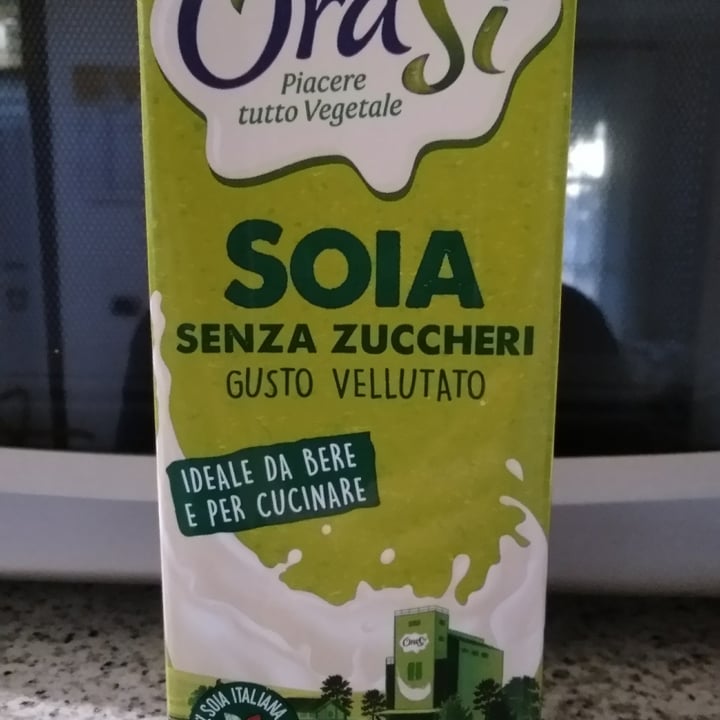 OraSì
Piacere
tutto Vegetale
SOIA
SENZA ZUCCHERI
GUSTO VELLUTATO
IDEALE DA BERE
E PER CUCINARE
OraSì
SOIA ITALIANA